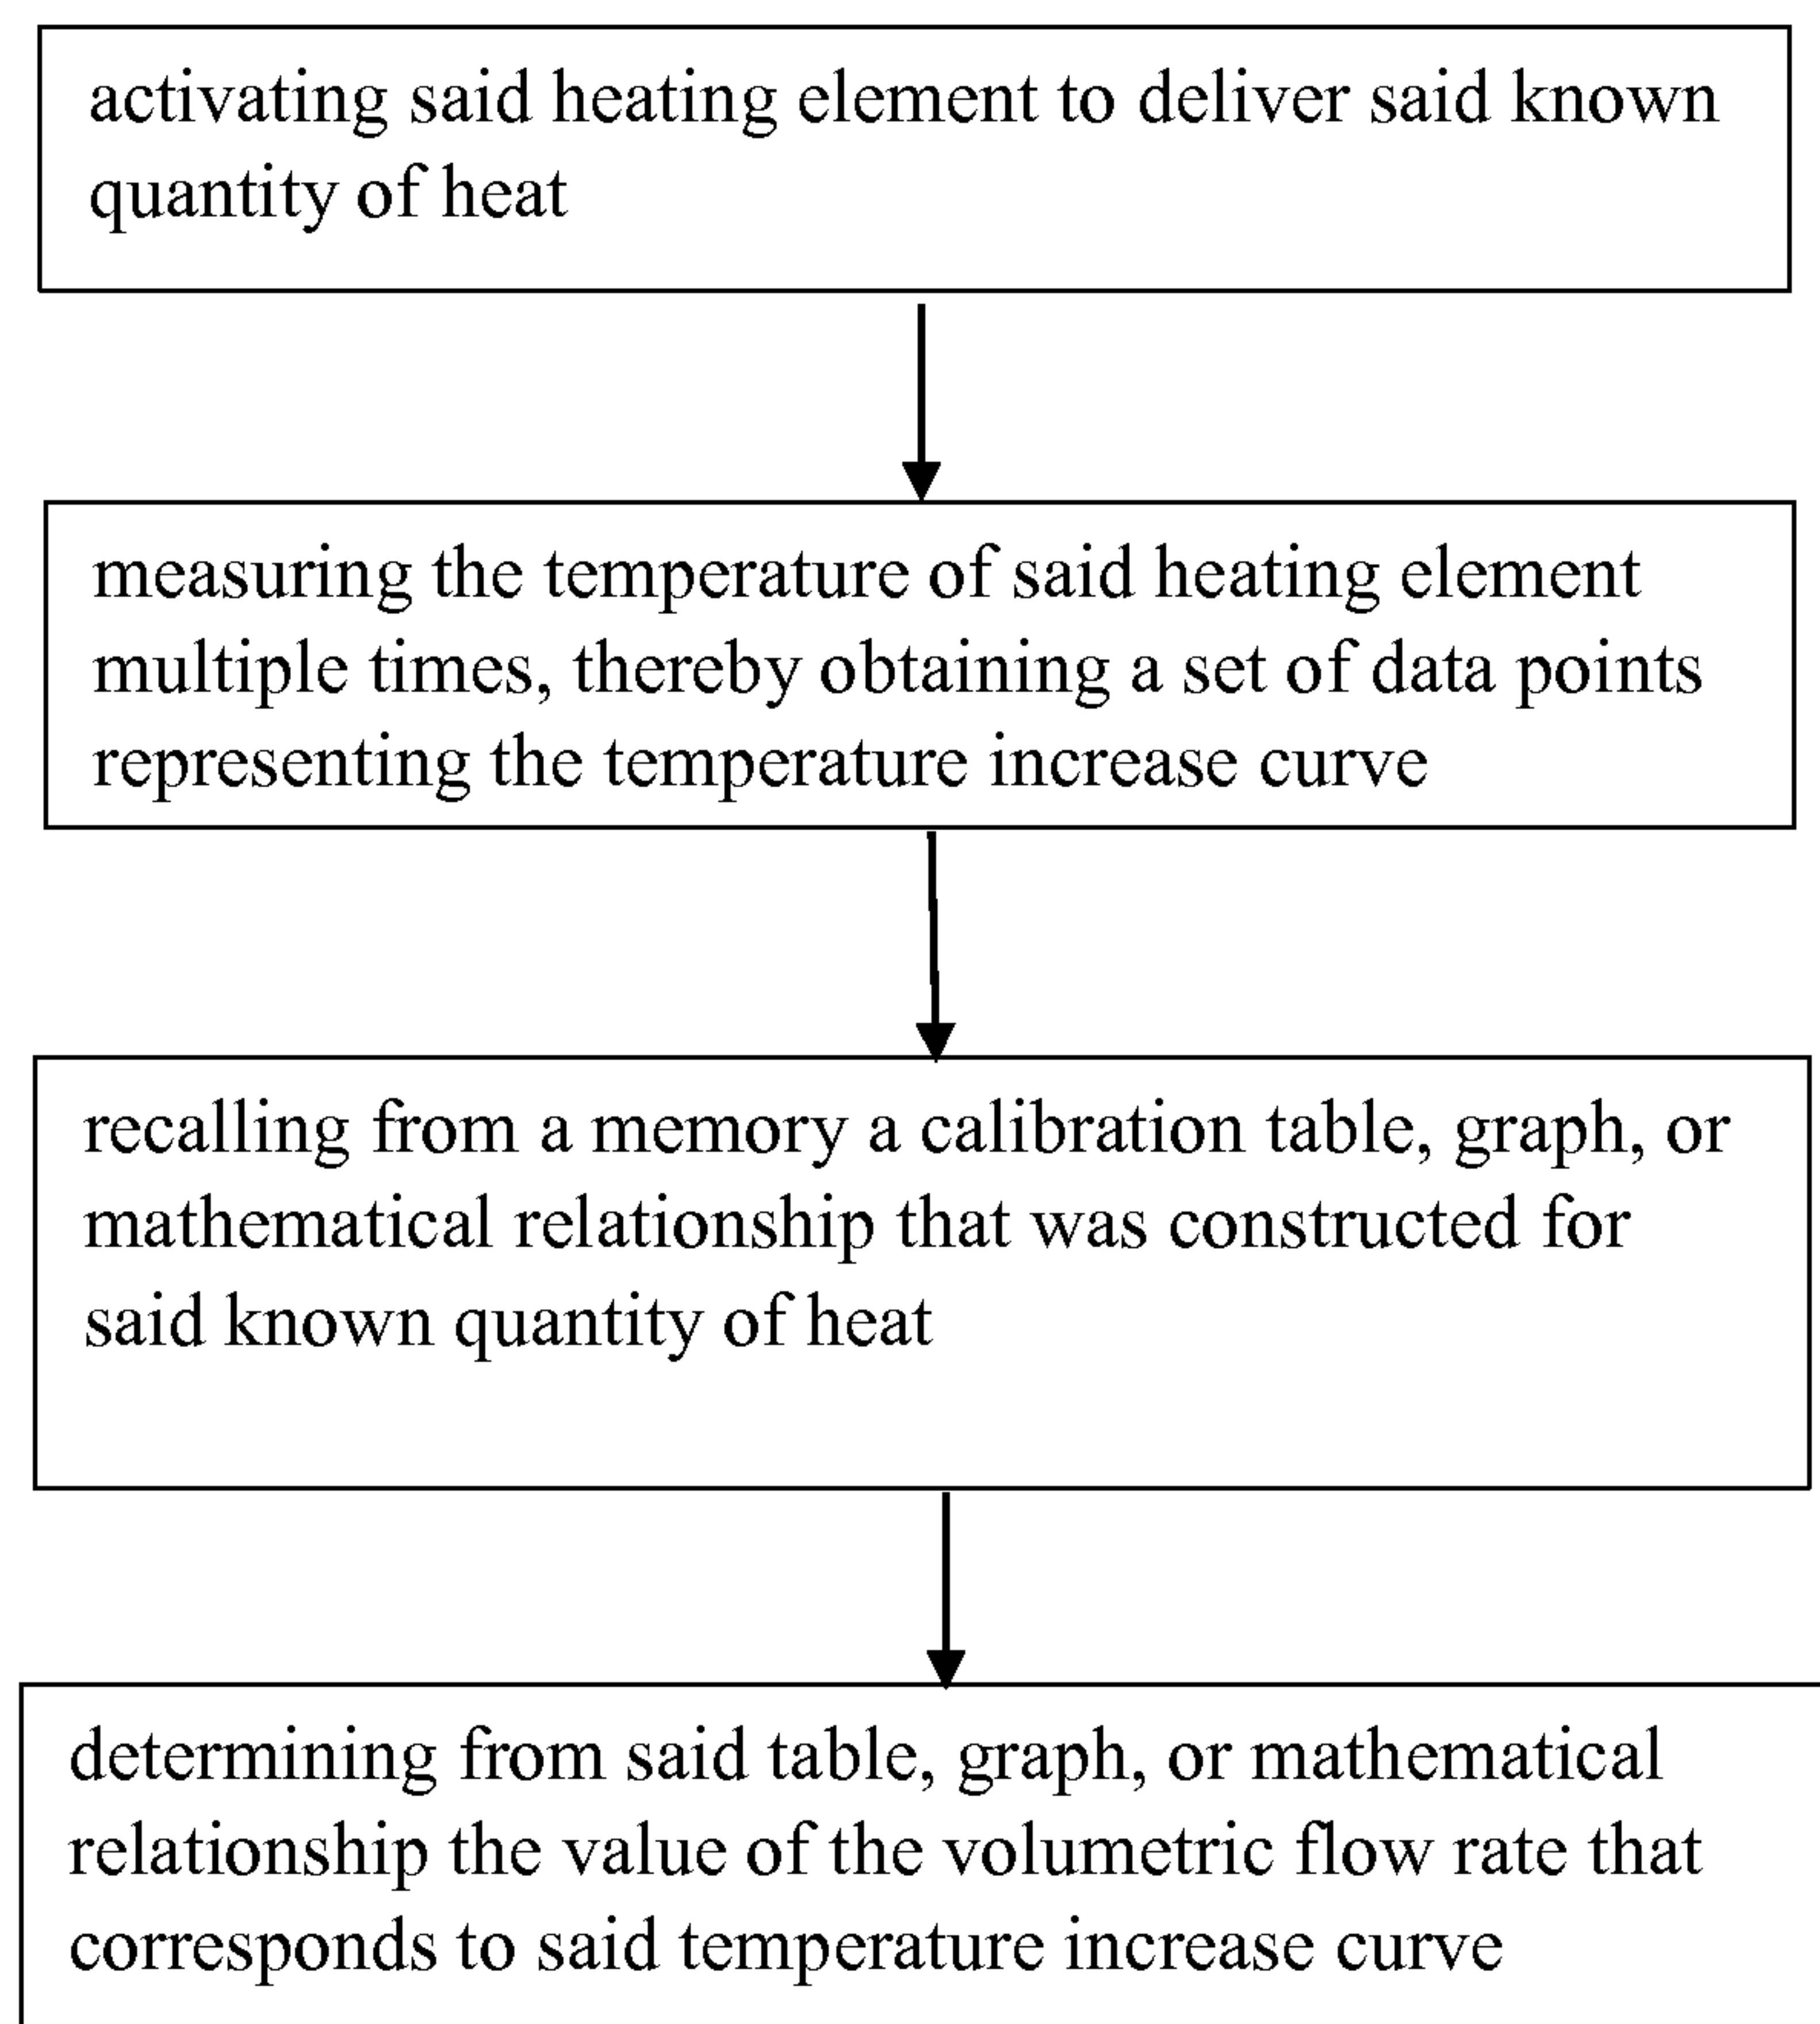 activating said heating element to deliver said known
quantity of heat
measuring the temperature of said heating element
multiple times, thereby obtaining a set of data points
representing the temperature increase curve
recalling from a memory a calibration table, graph, or
mathematical relationship that was constructed for
said known quantity of heat
determining from said table, graph, or mathematical
relationship the value of the volumetric flow rate that
corresponds to said temperature increase curve